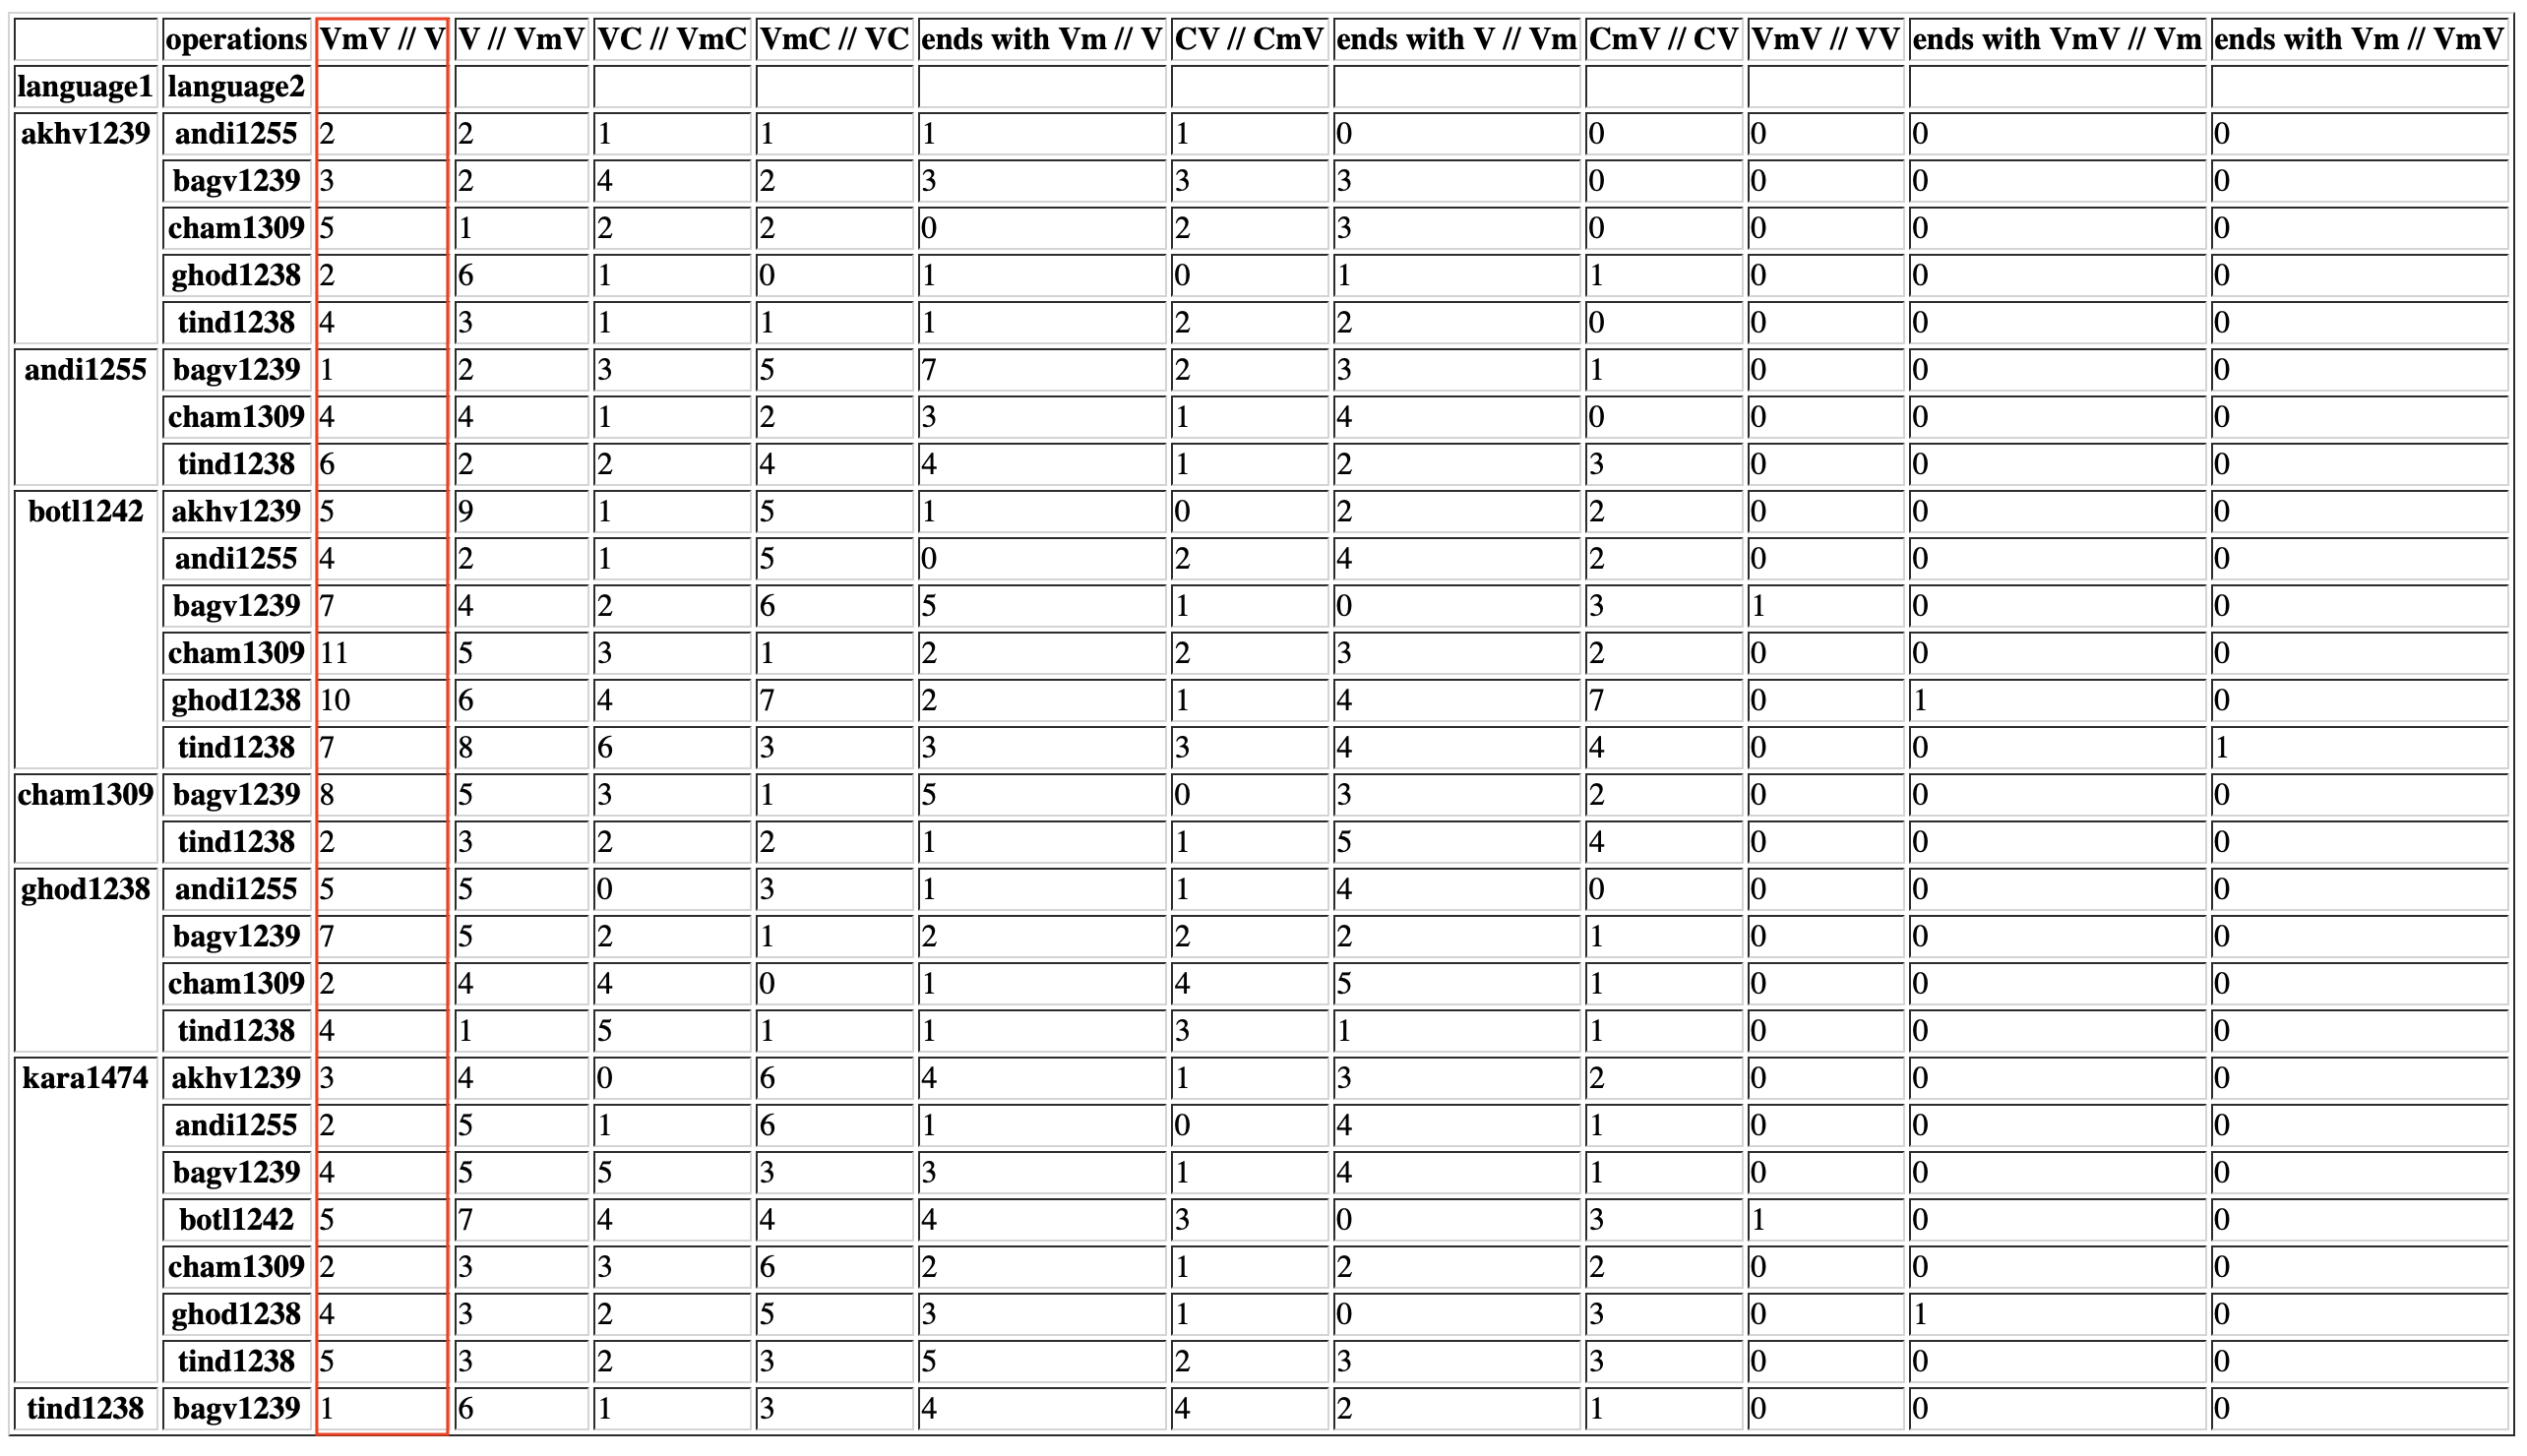 operations VmV // V V // VmV VC // VmC VmC // VC ends with Vm // V CV // CmV ends with V // Vm CmV // CV VmV // VV ends with VmV // Vm ends with Vm // VmV
language1 language2
akhv1239 andi1255 2 2 1 1 1 1 0 0 0 0 0
bagv1239 3 2 4 2 3 3 3 0 0 0 0
cham1309 5 1 2 2 0 2 3 0 0 0 0
ghod1238 2 6 1 0 1 0 1 1 0 0 0
tind1238 4 3 1 1 1 2 2 0 0 0 0
andi1255 bagv1239 1 2 3 5 7 2 3 1 0 0 0
cham1309 4 4 1 2 3 1 4 0 0 0 0
tind1238 6 2 2 4 4 1 2 3 0 0 0
botl1242 akhv1239 5 9 1 5 1 0 2 2 0 0 0
andi1255 4 2 1 5 0 2 4 2 0 0 0
bagv1239 7 4 2 6 5 1 0 3 1 0 0
cham1309 11 5 3 1 2 2 3 2 0 0 0
ghod1238 10 6 4 7 2 1 4 7 0 1 0
tind1238 7 8 6 3 3 3 4 4 0 0 1
cham1309 bagv1239 8 5 3 1 5 0 3 2 0 0 0
tind1238 2 3 2 2 1 1 5 4 0 0 0
ghod1238 andi1255 5 5 0 3 1 1 4 0 0 0 0
bagv1239 7 5 2 1 2 2 2 1 0 0 0
cham1309 2 4 4 0 1 4 5 1 0 0 0
tind1238 4 1 5 1 1 3 1 1 0 0 0
kara1474 akhv1239 3 4 0 6 4 1 3 2 0 0 0
andi1255 2 5 1 6 1 0 4 1 0 0 0
bagv1239 4 5 5 3 3 1 4 1 0 0 0
botl1242 5 7 4 4 4 3 0 3 1 0 0
cham1309 2 3 3 6 2 1 2 2 0 0 0
ghod1238 4 3 2 5 3 1 0 3 0 1 0
tind1238 5 3 2 3 5 2 3 3 0 0 0
tind1238 bagv1239 1 6 1 3 4 4 2 1 0 0 0